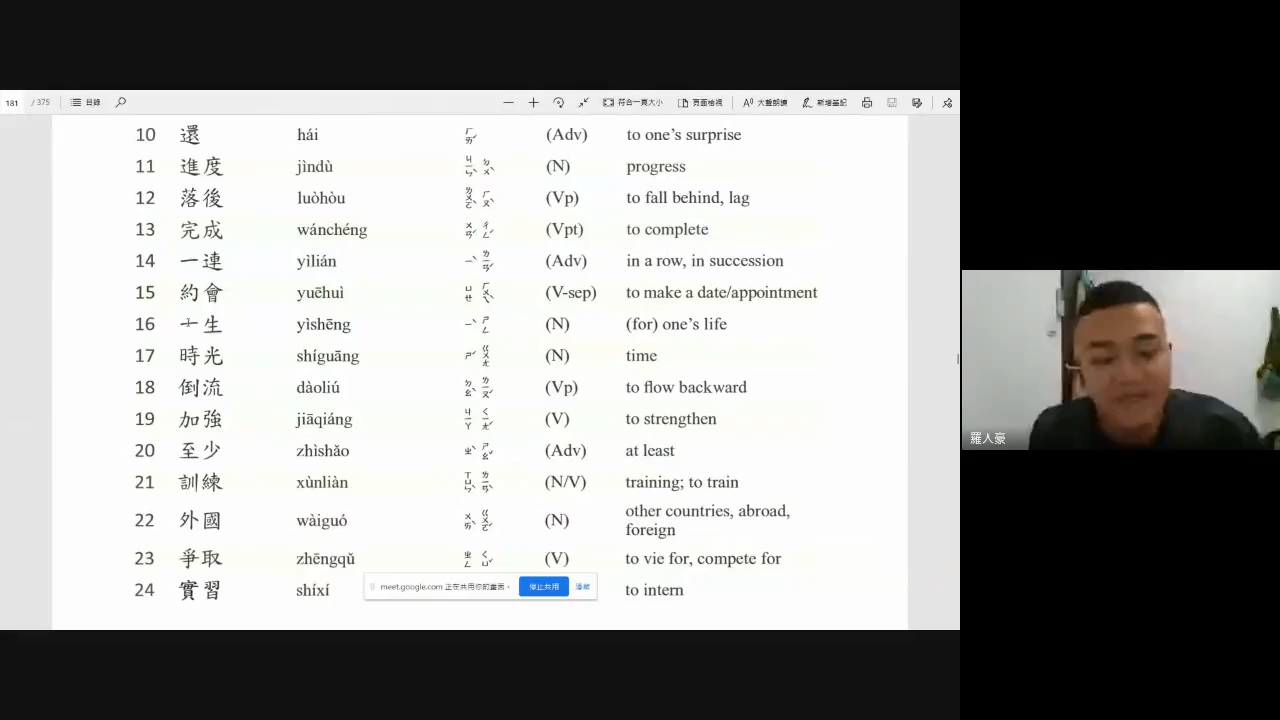 181 / 375 目錄 符合一頁大小 頁面檢視 大聲朗讀 新增筆記
10 還 hái ㄏㄞˊ (Adv) to one's surprise
11 進度 jìndù ㄐㄧㄣˋ ㄉㄨˋ (N) progress
12 落後 luòhòu ㄌㄨㄛˋ ㄏㄡˋ (Vp) to fall behind, lag
13 完成 wánchéng ㄨㄢˊ ㄔㄥˊ (Vpt) to complete
14 一連 yìlián ㄧˋ ㄌㄧㄢˊ (Adv) in a row, in succession
15 約會 yuēhuì ㄩㄝ ㄏㄨㄟˋ (V-sep) to make a date/appointment
16 一生 yìshēng ㄧˋ ㄕㄥ (N) (for) one's life
17 時光 shíguāng ㄕˊ ㄍㄨㄤ (N) time
18 倒流 dàoliú ㄉㄠˋ ㄌㄧㄡˊ (Vp) to flow backward
19 加強 jiāqiáng ㄐㄧㄚ ㄑㄧㄤˊ (V) to strengthen
20 至少 zhìshǎo ㄓˋ ㄕㄠˇ (Adv) at least
21 訓練 xùnliàn ㄒㄩㄣˋ ㄌㄧㄢˋ (N/V) training; to train
22 外國 wàiguó ㄨㄞˋ ㄍㄨㄛˊ (N) other countries, abroad,
foreign
23 爭取 zhēngqǔ ㄓㄥ ㄑㄩˇ (V) to vie for, compete for
24 實習 shíxí to intern
meet.google.com 正在共用你的畫面。 停止共用 隱藏
羅人豪